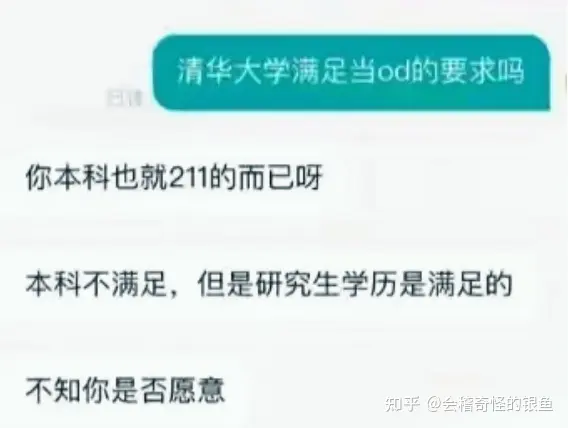 清华大学满足当od的要求吗
已读
你本科也就211的而已呀
本科不满足，但是研究生学历是满足的
不知你是否愿意
知乎 @会稽奇怪的银鱼